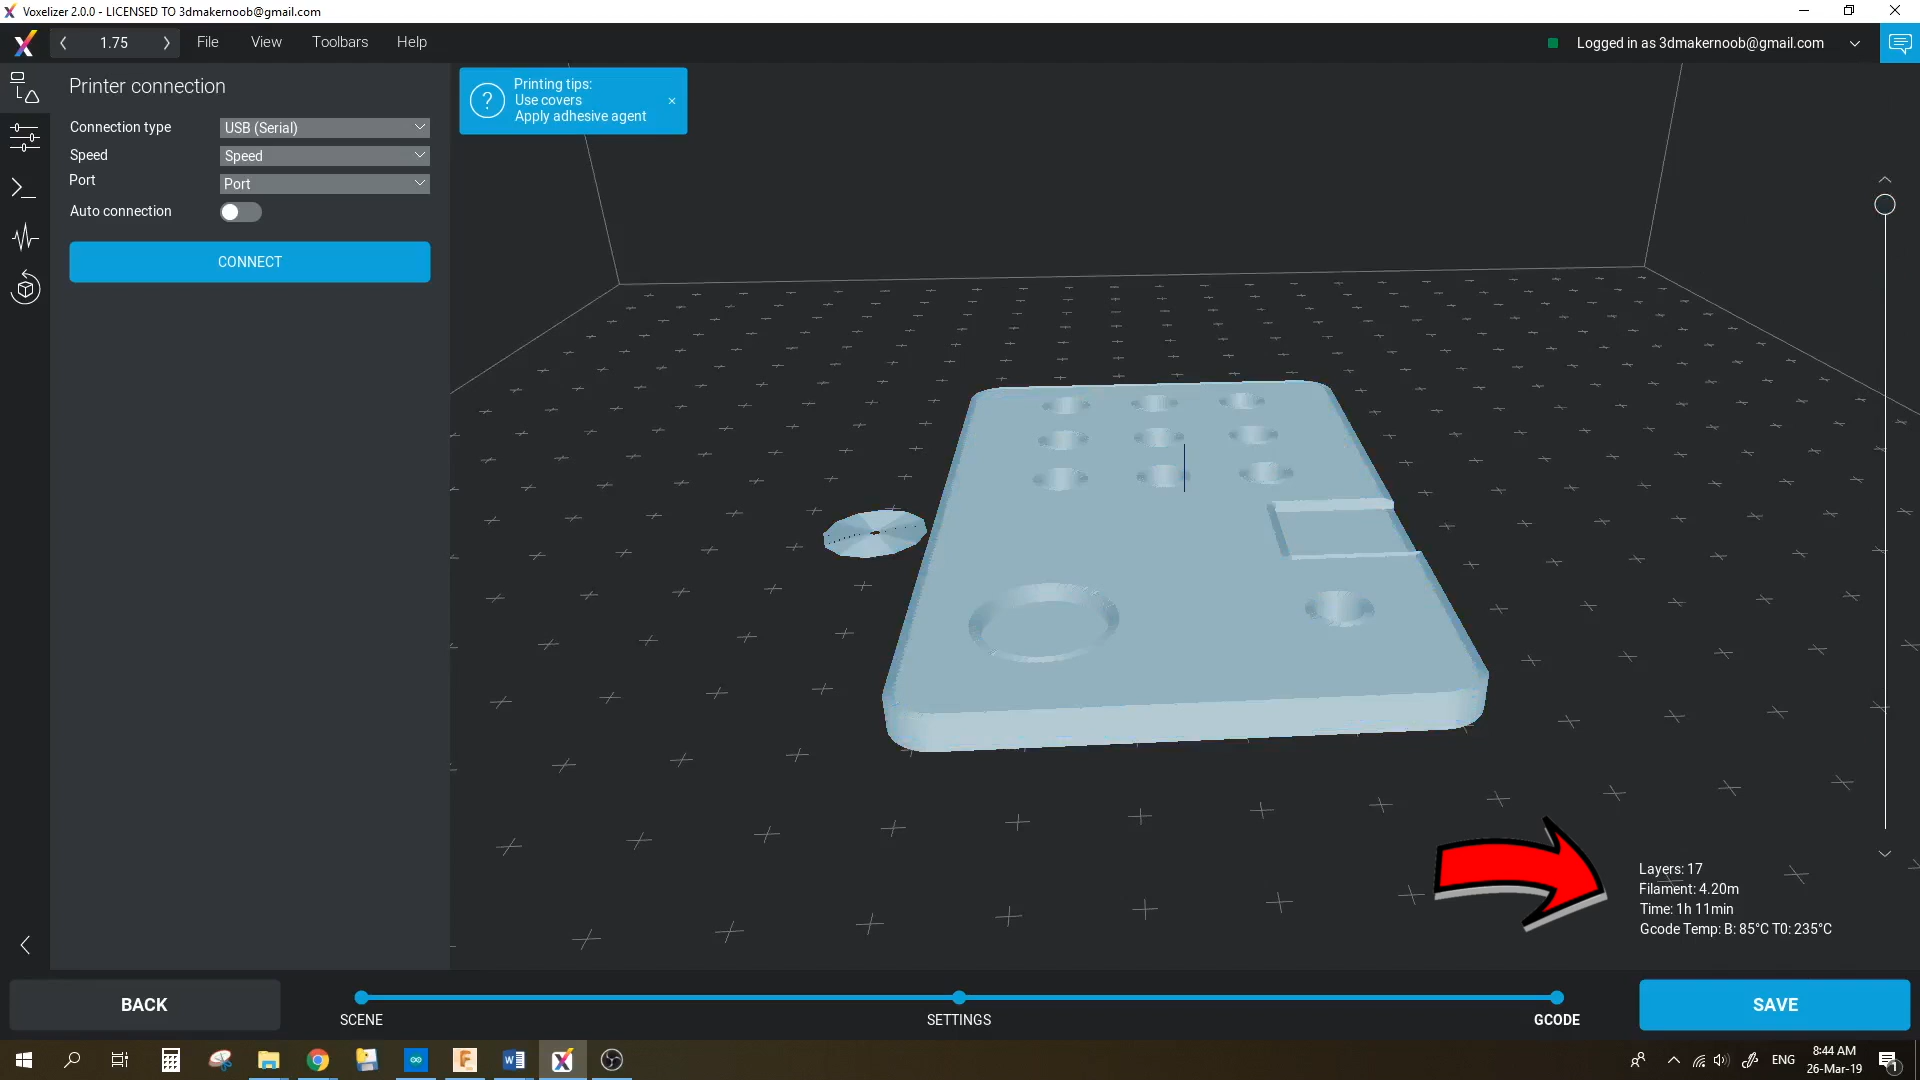 Voxelizer 2.0.0 - LICENSED TO 3dmakernoob@gmail.com
1.75
File
View
Toolbars
Help
Logged in as 3dmakernoob@gmail.com
Printer connection
Connection type
USB (Serial)
Speed
Speed
Port
Port
Auto connection
CONNECT
Printing tips:
Use covers
Apply adhesive agent
Layers: 17
Filament: 4.20m
Time: 1h 11min
Gcode Temp: B: 85°C T0: 235°C
BACK
SCENE
SETTINGS
GCODE
SAVE
ENG
8:44 AM
26-Mar-19
1